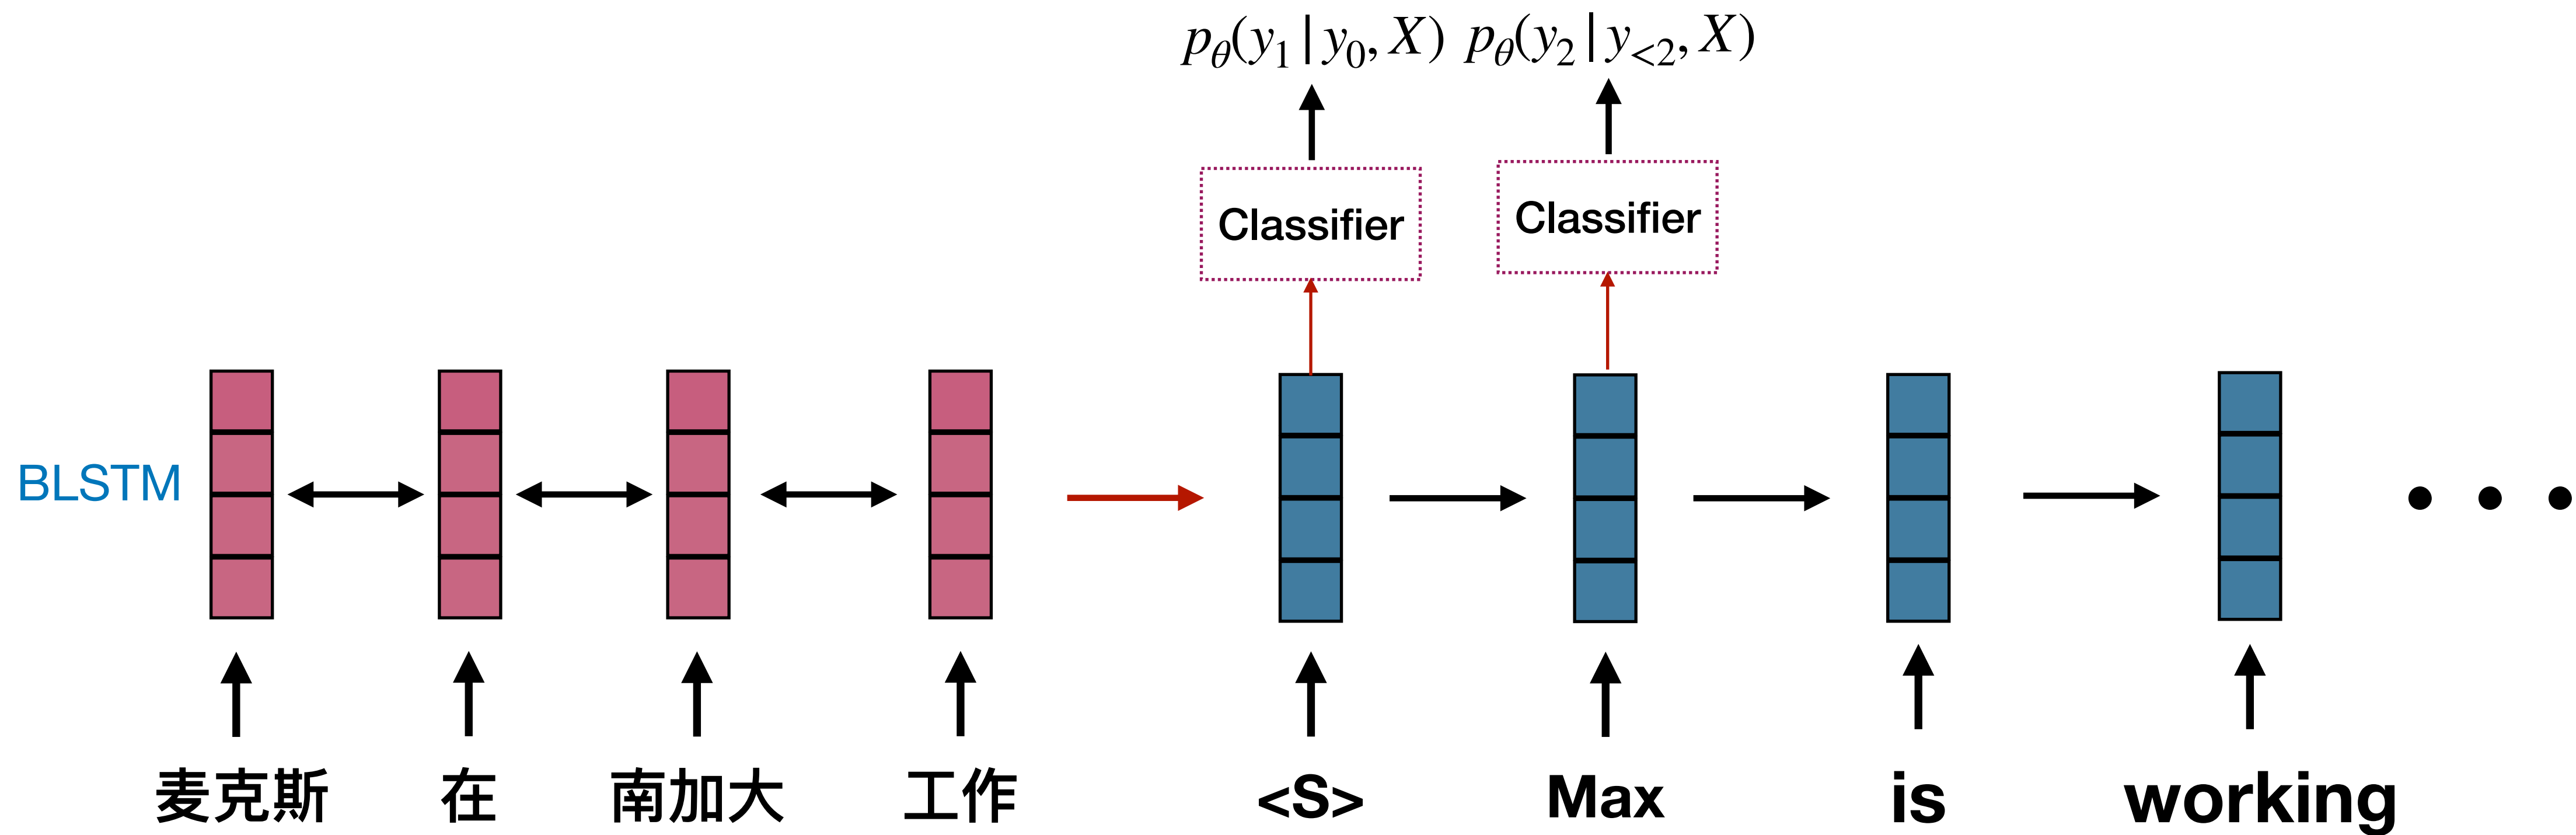 pθ(y1 | y0, X) pθ(y2 | y<2, X)
Classifier Classifier
BLSTM
麦克斯 在 南加大 工作 <S> Max is working